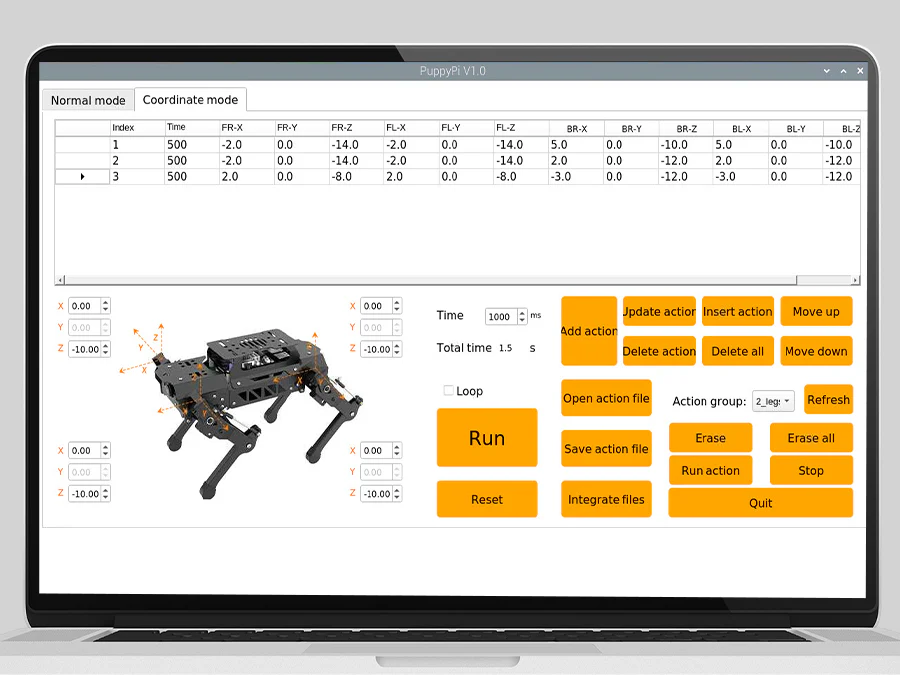 PuppyPi V1.0
Normal mode Coordinate mode
Index Time FR-X FR-Y FR-Z FL-X FL-Y FL-Z BR-X BR-Y BR-Z BL-X BL-Y BL-Z
1 500 -2.0 0.0 -14.0 -2.0 0.0 -14.0 5.0 0.0 -10.0 5.0 0.0 -10.0
2 500 -2.0 0.0 -14.0 -2.0 0.0 -14.0 2.0 0.0 -12.0 2.0 0.0 -12.0
3 500 2.0 0.0 -8.0 2.0 0.0 -8.0 -3.0 0.0 -12.0 -3.0 0.0 -12.0
X 0.00
Y 0.00
Z -10.00
X 0.00
Y 0.00
Z -10.00
Z
Y
X
X
Y
X 0.00
Y 0.00
Z -10.00
X 0.00
Y 0.00
Z -10.00
Time 1000 ms
Total time 1.5 s
Loop
Run
Reset
Add action
Update action Insert action Move up
Delete action Delete all Move down
Open action file
Save action file
Integrate files
Action group: 2_legs Refresh
Erase Erase all
Run action Stop
Quit